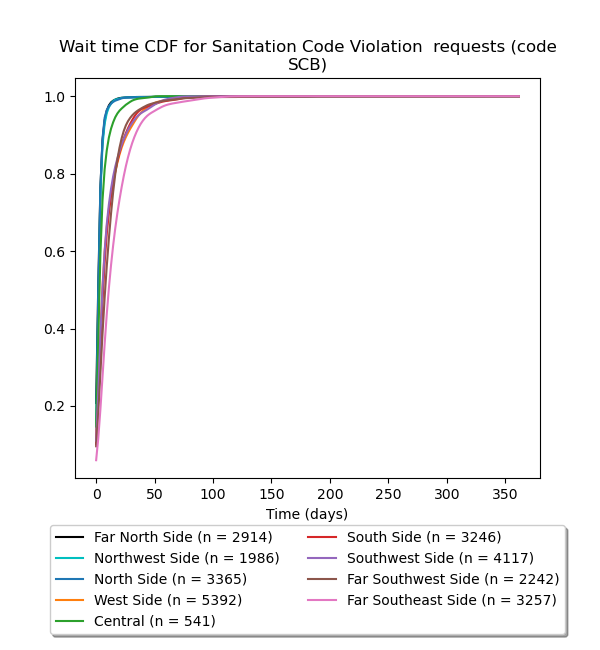 Wait time CDF for Sanitation Code Violation  requests (code
SCB)
1.0
0.8
0.6
0.4
0.2
0 50 100 150 200 250 300 350
Time (days)
Far North Side (n = 2914)
Northwest Side (n = 1986)
North Side (n = 3365)
West Side (n = 5392)
Central (n = 541)
South Side (n = 3246)
Southwest Side (n = 4117)
Far Southwest Side (n = 2242)
Far Southeast Side (n = 3257)